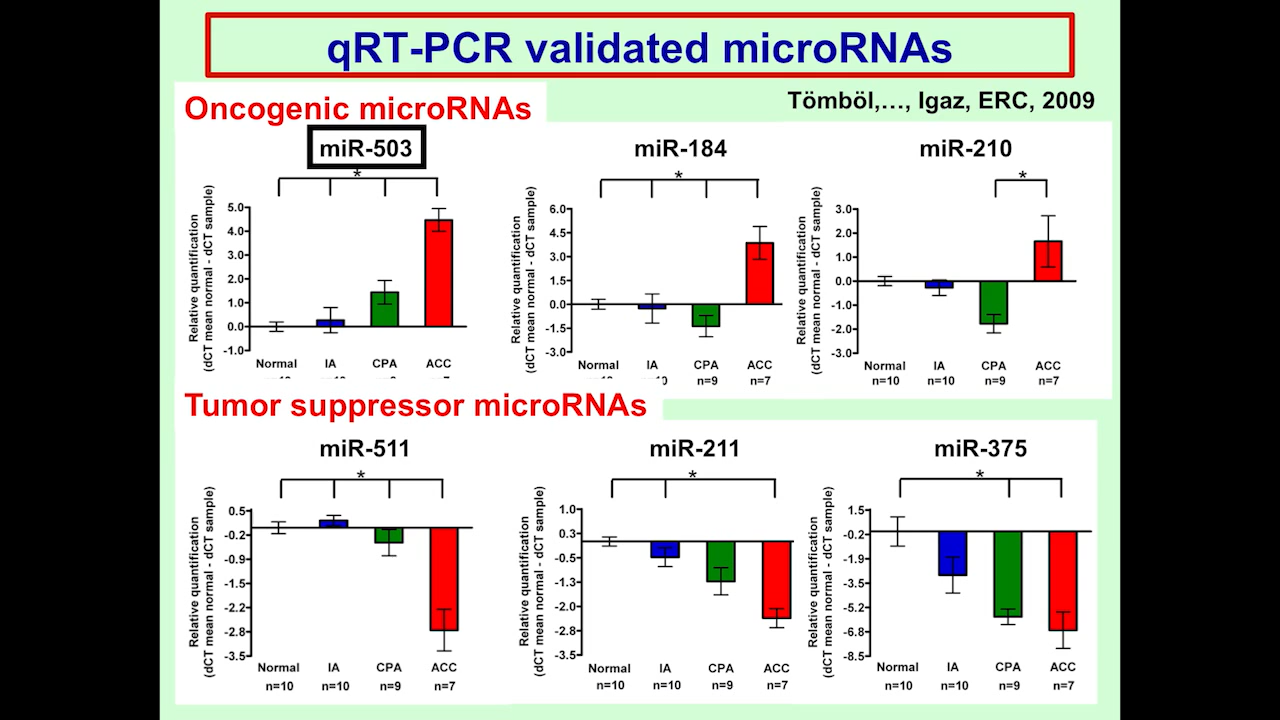 qRT-PCR validated microRNAs
Oncogenic microRNAs
Tömböl,…, Igaz, ERC, 2009
miR-503
*
Relative quantification
(dCT mean normal - dCT sample)
5.0
4.0
3.0
2.0
1.0
0.0
-1.0
Normal IA CPA ACC
miR-184
*
Relative quantification
(dCT mean normal - dCT sample)
6.0
4.5
3.0
1.5
0.0
-1.5
-3.0
Normal IA CPA ACC
n=9 n=7
miR-210
*
Relative quantification
(dCT mean normal - dCT sample)
3.0
2.0
1.0
0.0
-1.0
-2.0
-3.0
Normal IA CPA ACC
n=10 n=10 n=9 n=7
Tumor suppressor microRNAs
miR-511
*
Relative quantification
(dCT mean normal - dCT sample)
0.5
-0.2
-0.9
-1.5
-2.2
-2.8
-3.5
Normal IA CPA ACC
n=10 n=10 n=9 n=7
miR-211
*
Relative quantification
(dCT mean normal - dCT sample)
1.0
0.3
-0.5
-1.3
-2.0
-2.8
-3.5
Normal IA CPA ACC
n=10 n=10 n=9 n=7
miR-375
*
Relative quantification
(dCT mean normal - dCT sample)
1.5
-0.2
-1.9
-3.5
-5.2
-6.8
-8.5
Normal IA CPA ACC
n=10 n=10 n=9 n=7